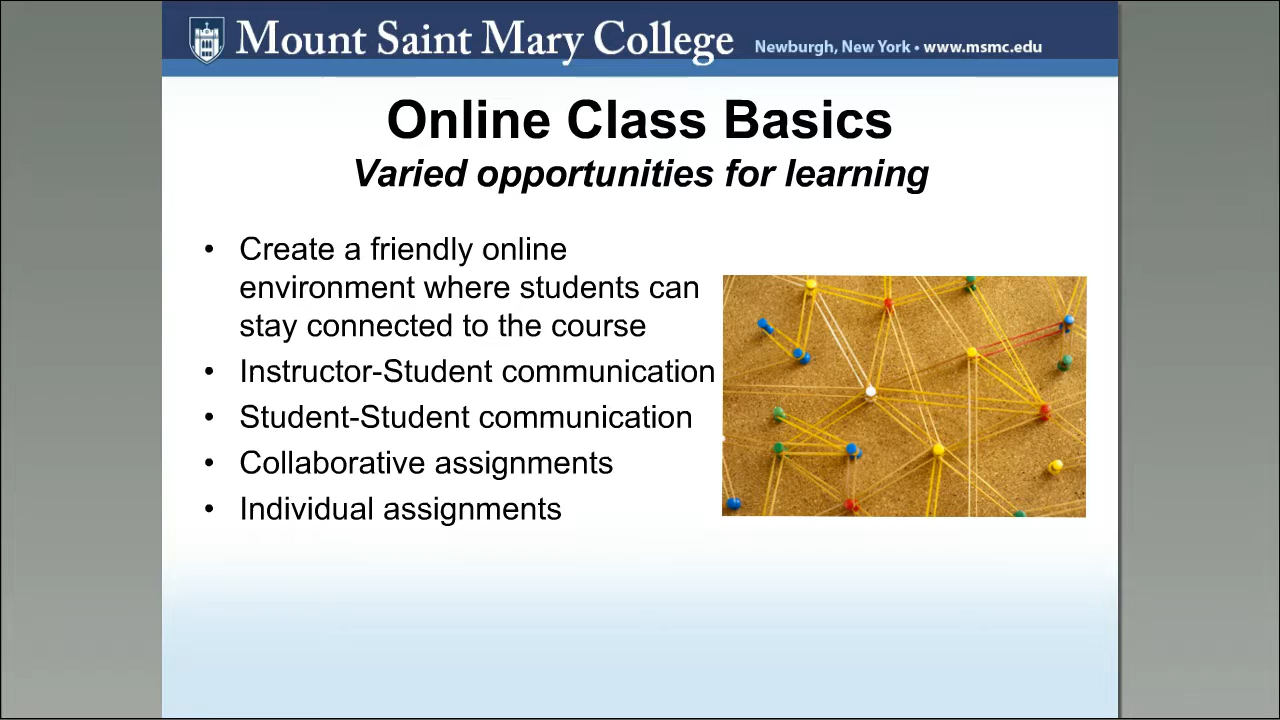 Mount Saint Mary College Newburgh, New York • www.msmc.edu
Online Class Basics
Varied opportunities for learning
• Create a friendly online
environment where students can
stay connected to the course
• Instructor-Student communication
• Student-Student communication
• Collaborative assignments
• Individual assignments